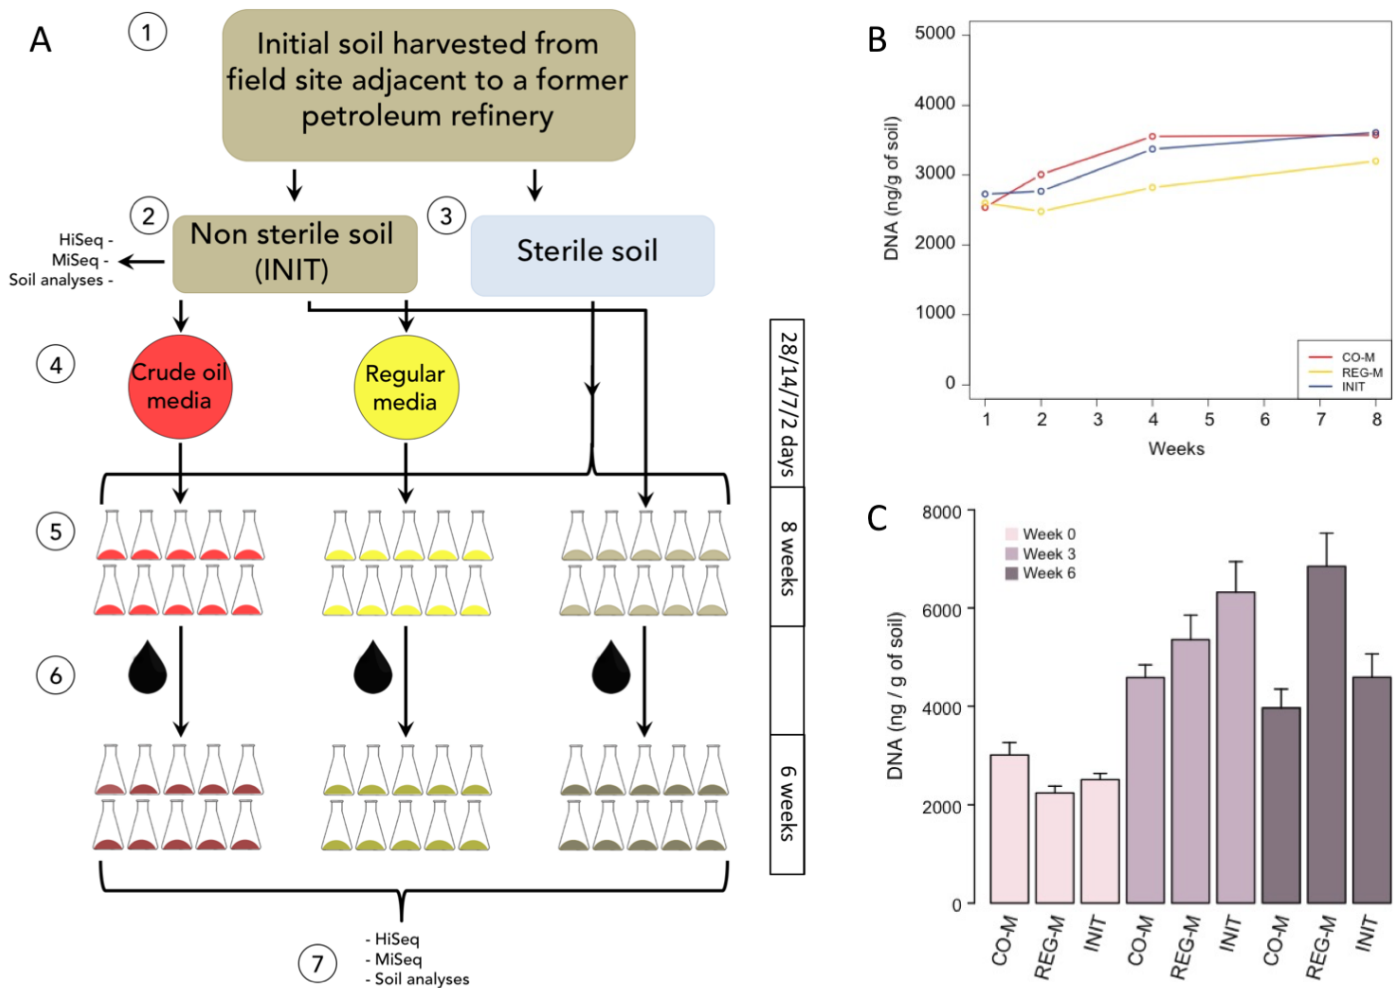 A
1
Initial soil harvested from
field site adjacent to a former
petroleum refinery
2
Non sterile soil
(INIT)
3
Sterile soil
HiSeq -
MiSeq -
Soil analyses -
4
Crude oil
media
Regular
media
28/14/7/2 days
5
8 weeks
6
6 weeks
7
- HiSeq
- MiSeq
- Soil analyses
B
DNA (ng/g of soil)
5000
4000
3000
2000
1000
0
1 2 3 4 5 6 7 8
Weeks
CO-M
REG-M
INIT
C
DNA (ng / g of soil)
8000
6000
4000
2000
0
Week 0
Week 3
Week 6
CO-M REG-M INIT CO-M REG-M INIT CO-M REG-M INIT